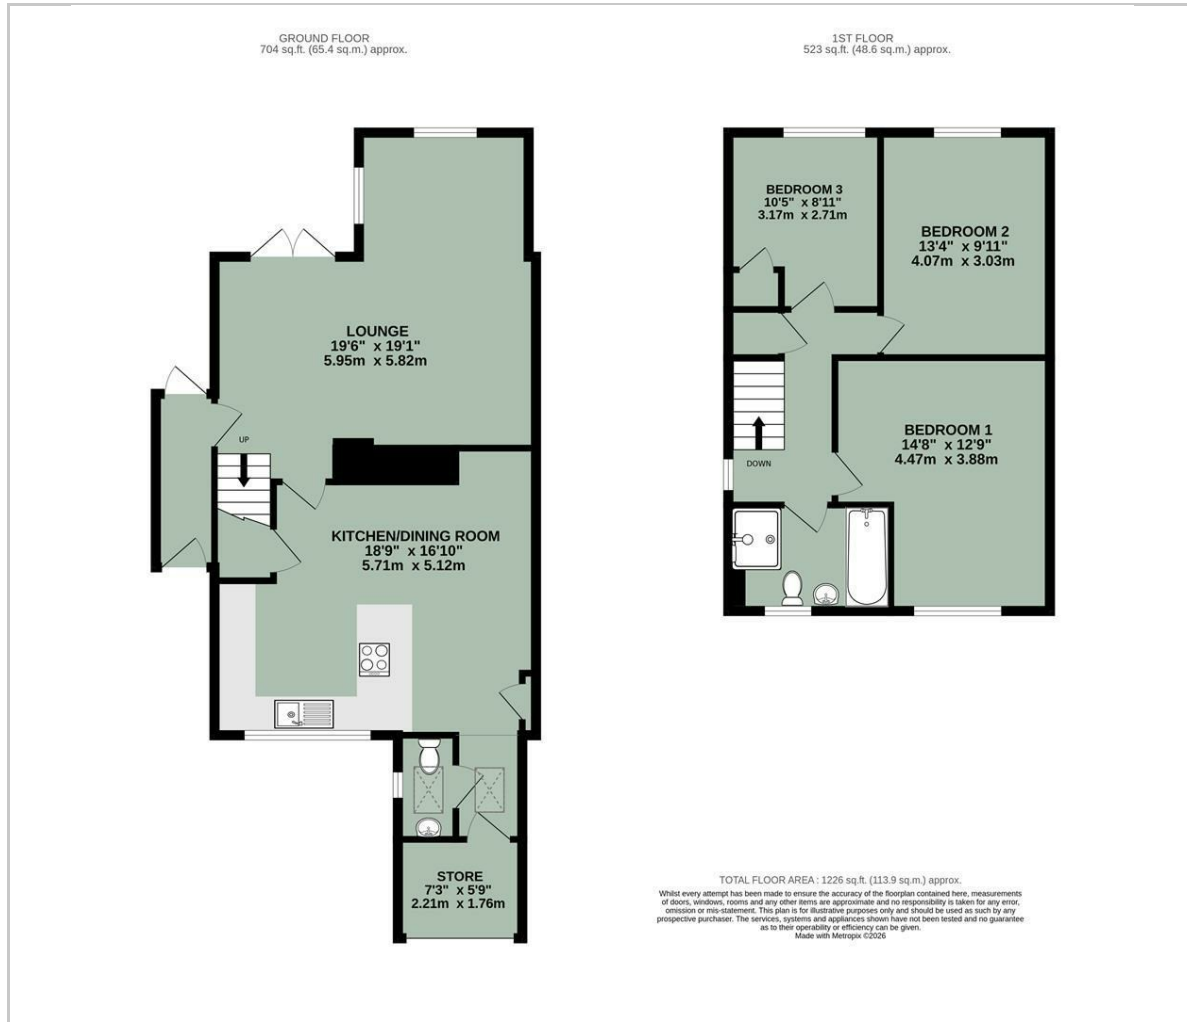 GROUND FLOOR
704 sq.ft. (65.4 sq.m.) approx.
1ST FLOOR
523 sq.ft. (48.6 sq.m.) approx.
LOUNGE
19'6" x 19'1"
5.95m x 5.82m
UP
KITCHEN/DINING ROOM
18'9" x 16'10"
5.71m x 5.12m
STORE
7'3" x 5'9"
2.21m x 1.76m
BEDROOM 3
10'5" x 8'11"
3.17m x 2.71m
BEDROOM 2
13'4" x 9'11"
4.07m x 3.03m
BEDROOM 1
14'8" x 12'9"
4.47m x 3.88m
DOWN
TOTAL FLOOR AREA : 1226 sq.ft. (113.9 sq.m.) approx.
Whilst every attempt has been made to ensure the accuracy of the floorplan contained here, measurements
of doors, windows, rooms and any other items are approximate and no responsibility is taken for any error,
omission or mis-statement. This plan is for illustrative purposes only and should be used as such by any
prospective purchaser. The services, systems and appliances shown have not been tested and no guarantee
as to their operability or efficiency can be given.
Made with Metropix ©2026